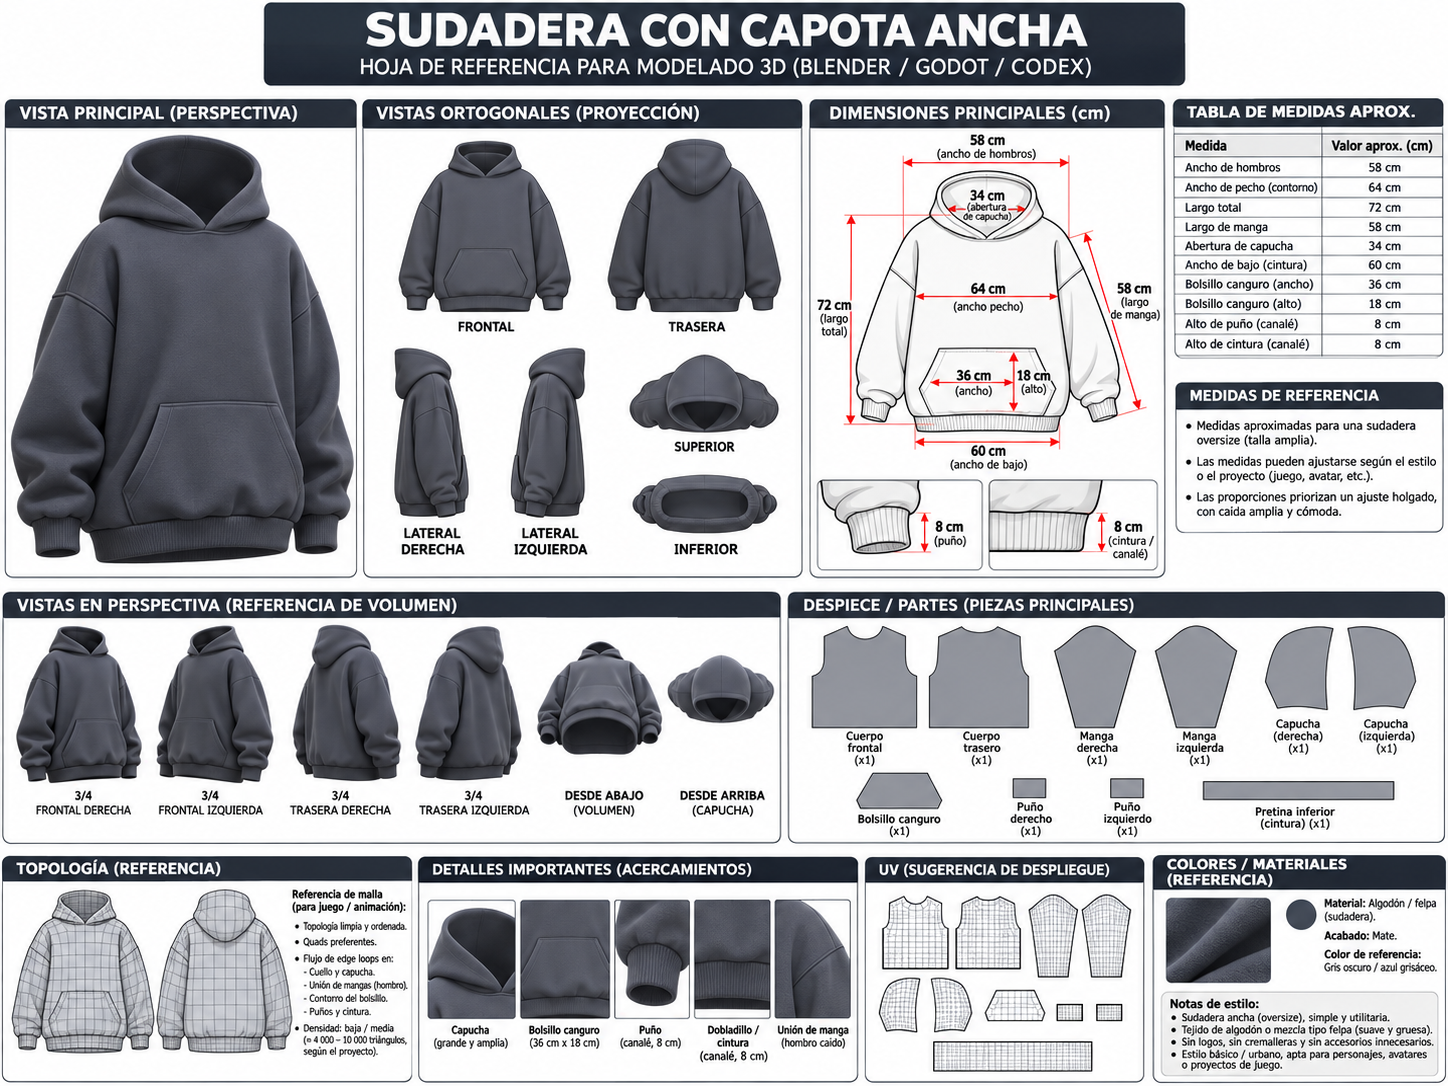 SUDADERA CON CAPOTA ANCHA
HOJA DE REFERENCIA PARA MODELADO 3D (BLENDER / GODOT / CODEX)
VISTA PRINCIPAL (PERSPECTIVA)
VISTAS ORTOGONALES (PROYECCIÓN)
FRONTAL
TRASERA
LATERAL
DERECHA
LATERAL
IZQUIERDA
SUPERIOR
INFERIOR
DIMENSIONES PRINCIPALES (cm)
58 cm
(ancho de hombros)
34 cm
(abertura
de capucha)
64 cm
(ancho pecho)
72 cm
(largo
total)
58 cm
(largo
de manga)
36 cm
(ancho)
18 cm
(alto)
60 cm
(ancho de bajo)
8 cm
(puño)
8 cm
(cintura /
canalé)
TABLA DE MEDIDAS APROX.
Medida Valor aprox. (cm)
Ancho de hombros 58 cm
Ancho de pecho (contorno) 64 cm
Largo total 72 cm
Largo de manga 58 cm
Abertura de capucha 34 cm
Ancho de bajo (cintura) 60 cm
Bolsillo canguro (ancho) 36 cm
Bolsillo canguro (alto) 18 cm
Alto de puño (canalé) 8 cm
Alto de cintura (canalé) 8 cm
MEDIDAS DE REFERENCIA
• Medidas aproximadas para una sudadera
oversize (talla amplia).
• Las medidas pueden ajustarse según el estilo
o el proyecto (juego, avatar, etc.).
• Las proporciones priorizan un ajuste holgado,
con caida amplia y cómoda.
VISTAS EN PERSPECTIVA (REFERENCIA DE VOLUMEN)
3/4
FRONTAL DERECHA
3/4
FRONTAL IZQUIERDA
3/4
TRASERA DERECHA
3/4
TRASERA IZQUIERDA
DESDE ABAJO
(VOLUMEN)
DESDE ARRIBA
(CAPUCHA)
DESPIECE / PARTES (PIEZAS PRINCIPALES)
Cuerpo
frontal
(x1)
Cuerpo
trasero
(x1)
Manga
derecha
(x1)
Manga
izquierda
(x1)
Capucha
(derecha)
(x1)
Capucha
(izquierda)
(x1)
Bolsillo canguro
(x1)
Puño
derecho
(x1)
Puño
izquierdo
(x1)
Pretina inferior
(cintura) (x1)
TOPOLOGÍA (REFERENCIA)
Referencia de malla
(para juego / animación):
• Topología limpia y ordenada.
• Quads preferentes.
• Flujo de edge loops en:
- Cuello y capucha.
- Unión de mangas (hombro).
- Contorno del bolsillo.
- Puños y cintura.
• Densidad: baja / media
(≈ 4 000 – 10 000 triángulos,
según el proyecto).
DETALLES IMPORTANTES (ACERCAMIENTOS)
Capucha
(grande y amplia)
Bolsillo canguro
(36 cm x 18 cm)
Puño
(canalé, 8 cm)
Dobladillo /
cintura
(canalé, 8 cm)
Unión de manga
(hombro caido)
UV (SUGERENCIA DE DESPLIEGUE)
COLORES / MATERIALES
(REFERENCIA)
Material: Algodón / felpa
(sudadera).
Acabado: Mate.
Color de referencia:
Gris oscuro / azul grisáceo.
Notas de estilo:
• Sudadera ancha (oversize), simple y utilitaria.
• Tejido de algodón o mezcla tipo felpa (suave y gruesa).
• Sin logos, sin cremalleras y sin accesorios innecesarios.
• Estilo básico / urbano, apta para personajes, avatares
o proyectos de juego.